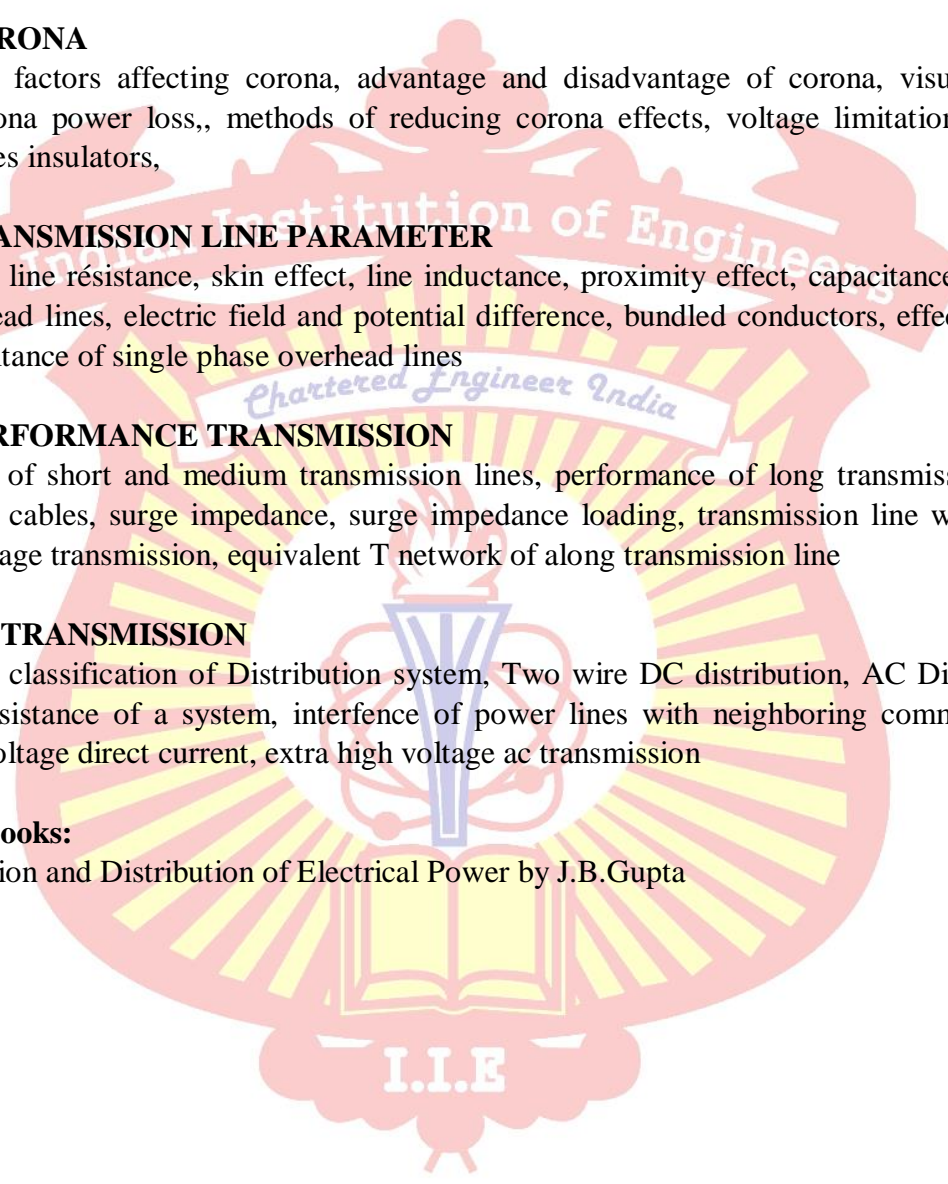 RONA
factors affecting corona, advantage and disadvantage of corona, visu
ona power loss,, methods of reducing corona effects, voltage limitation
es insulators,
Indian Institution of Engineers
ANSMISSION LINE PARAMETER
line résistance, skin effect, line inductance, proximity effect, capacitance
ead lines, electric field and potential difference, bundled conductors, effec
itance of single phase overhead lines
Chartered Engineer India
RFORMANCE TRANSMISSION
of short and medium transmission lines, performance of long transmiss
cables, surge impedance, surge impedance loading, transmission line w
age transmission, equivalent T network of along transmission line
TRANSMISSION
classification of Distribution system, Two wire DC distribution, AC Di
sistance of a system, interfence of power lines with neighboring comm
oltage direct current, extra high voltage ac transmission
ooks:
ion and Distribution of Electrical Power by J.B.Gupta
I.I.E